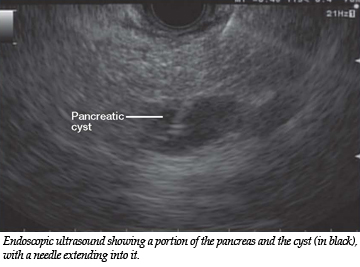 21Hz
Pancreatic
cyst
Endoscopic ultrasound showing a portion of the pancreas and the cyst (in black),
with a needle extending into it.